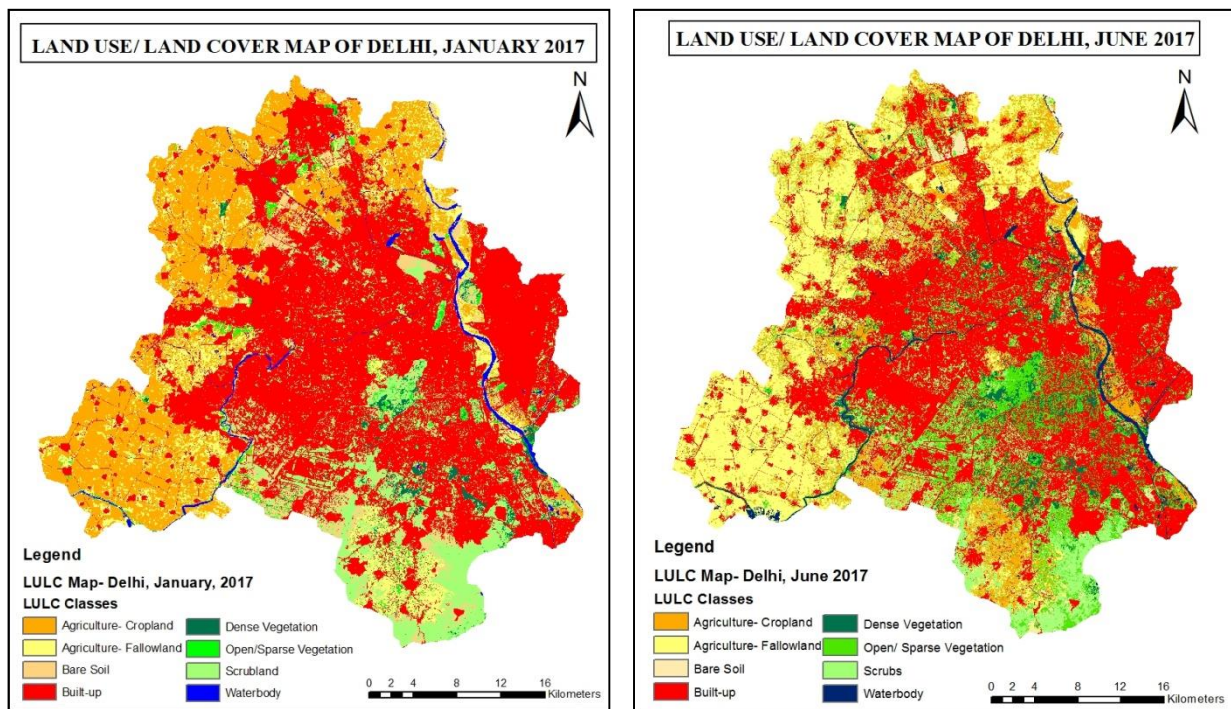 LAND USE/ LAND COVER MAP OF DELHI, JANUARY 2017
N
Legend
LULC Map- Delhi, January, 2017
LULC Classes
Agriculture- Cropland
Agriculture- Fallowland
Bare Soil
Built-up
Dense Vegetation
Open/Sparse Vegetation
Scrubland
Waterbody
0 2 4 8 12 16
Kilometers
LAND USE/ LAND COVER MAP OF DELHI, JUNE 2017
N
Legend
LULC Map- Delhi, June 2017
LULC Classes
Agriculture- Cropland
Agriculture- Fallowland
Bare Soil
Built-up
Dense Vegetation
Open/ Sparse Vegetation
Scrubs
Waterbody
0 2 4 8 12 16
Kilometers